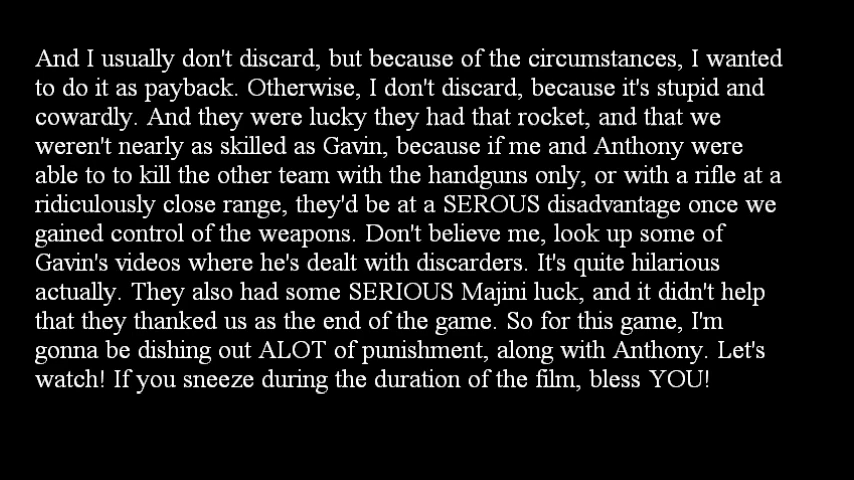 And I usually don't discard, but because of the circumstances, I wanted
to do it as payback. Otherwise, I don't discard, because it's stupid and
cowardly. And they were lucky they had that rocket, and that we
weren't nearly as skilled as Gavin, because if me and Anthony were
able to to kill the other team with the handguns only, or with a rifle at a
ridiculously close range, they'd be at a SEROUS disadvantage once we
gained control of the weapons. Don't believe me, look up some of
Gavin's videos where he's dealt with discarders. It's quite hilarious
actually. They also had some SERIOUS Majini luck, and it didn't help
that they thanked us as the end of the game. So for this game, I'm
gonna be dishing out ALOT of punishment, along with Anthony. Let's
watch! If you sneeze during the duration of the film, bless YOU!